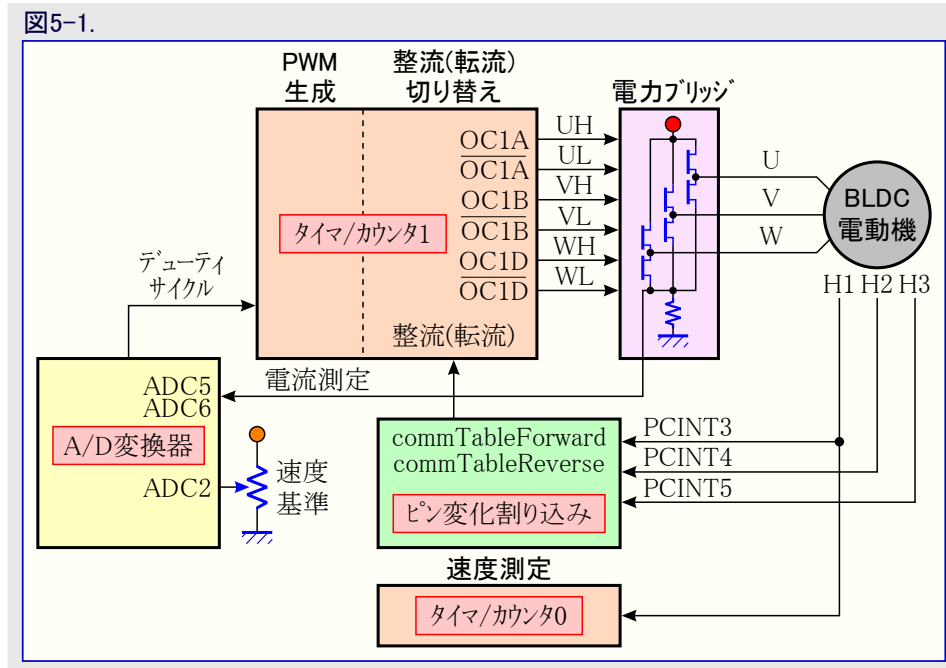 図5-1.
PWM
生成
整流(転流)
切り替え
電力ブリッジ
OC1A
OC1A
OC1B
OC1B
OC1D
OC1D
UH
UL
VH
VL
WH
WL
タイマ/カウンタ1
整流(転流)
U
V
W
BLDC
電動機
H1 H2 H3
デューティ
サイクル
電流測定
ADC5
ADC6
A/D変換器
ADC2
速度
基準
commTableForward
commTableReverse
ピン変化割り込み
PCINT3
PCINT4
PCINT5
速度測定
タイマ/カウンタ0